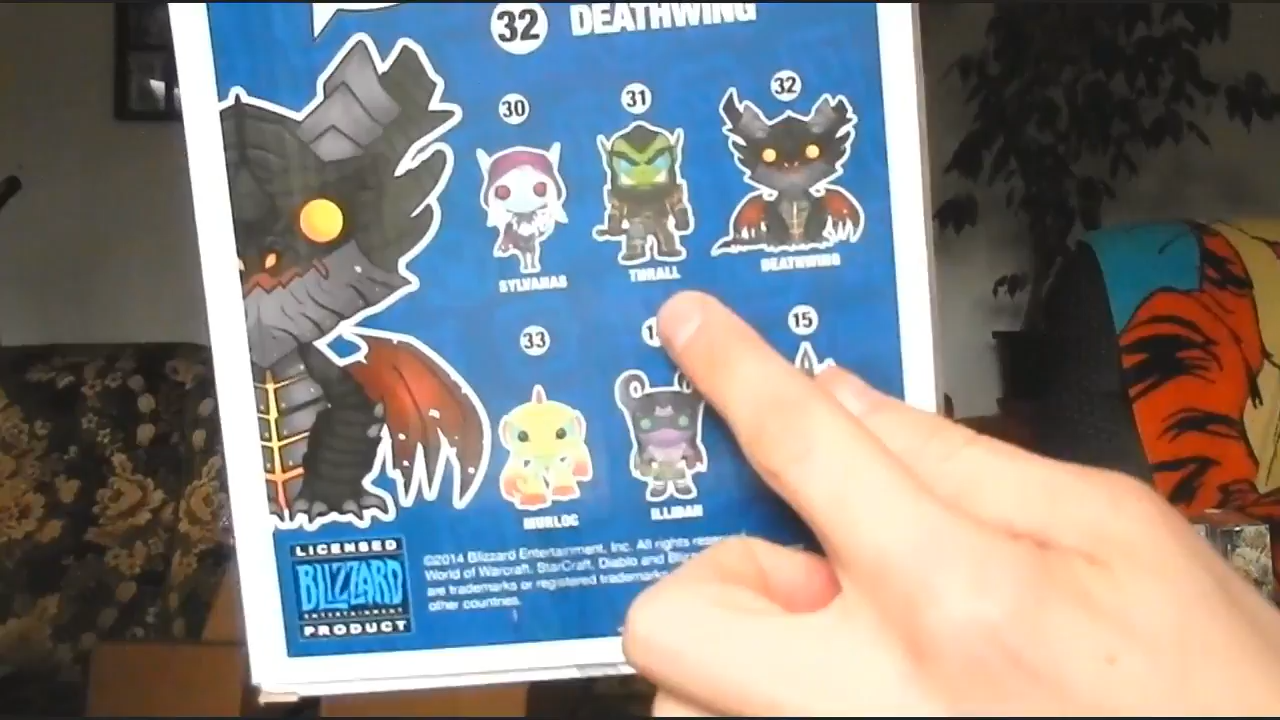 32 DEATHWING
30 31 32
SYLVANAS THRALL DEATHWING
33 15
MURLOC ILLIDAN
LICENSED
BLIZZARD
ENTERTAINMENT
PRODUCT
©2014 Blizzard Entertainment, Inc. All rights
World of Warcraft, StarCraft, Diablo and
are trademarks or registered trademarks
other countries.